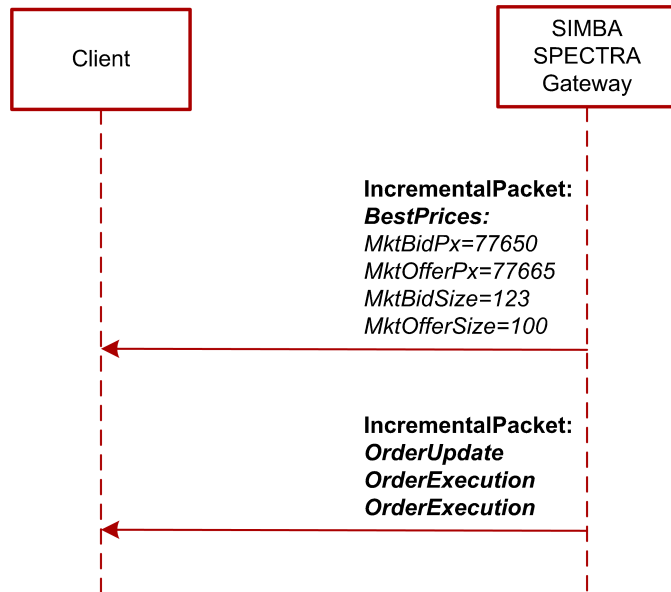 Client
SIMBA
SPECTRA
Gateway
IncrementalPacket:
BestPrices:
MktBidPx=77650
MktOfferPx=77665
MktBidSize=123
MktOfferSize=100
IncrementalPacket:
OrderUpdate
OrderExecution
OrderExecution